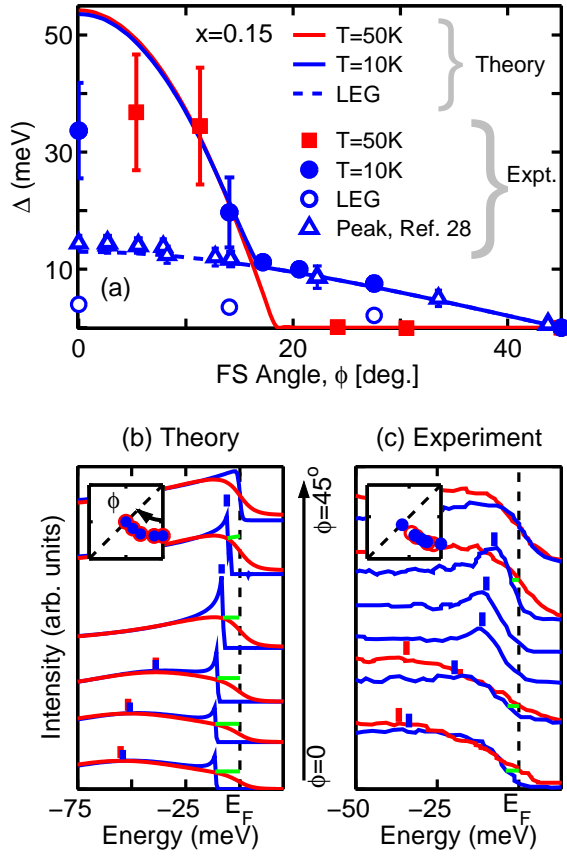 55
x=0.15
T=50K
T=10K
LEG
Theory
T=50K
T=10K
LEG
Peak, Ref. 28
Expt.
30
10
Δ (meV)
(a)
0
20
40
FS Angle, ϕ [deg.]
(b) Theory
(c) Experiment
ϕ
Intensity (arb. units)
ϕ=45°
ϕ=0
−75
−25
E_F
Energy (meV)
−50
−25
E_F
Energy (meV)